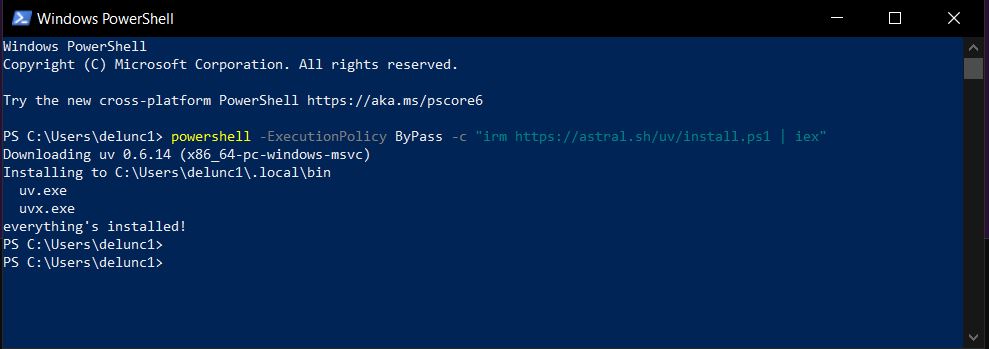 Windows PowerShell
Windows PowerShell
Copyright (C) Microsoft Corporation. All rights reserved.
Try the new cross-platform PowerShell https://aka.ms/pscore6
PS C:\Users\delunc1> powershell -ExecutionPolicy ByPass -c "irm https://astral.sh/uv/install.ps1 | iex"
Downloading uv 0.6.14 (x86_64-pc-windows-msvc)
Installing to C:\Users\delunc1\.local\bin
  uv.exe
  uvx.exe
everything's installed!
PS C:\Users\delunc1>
PS C:\Users\delunc1>